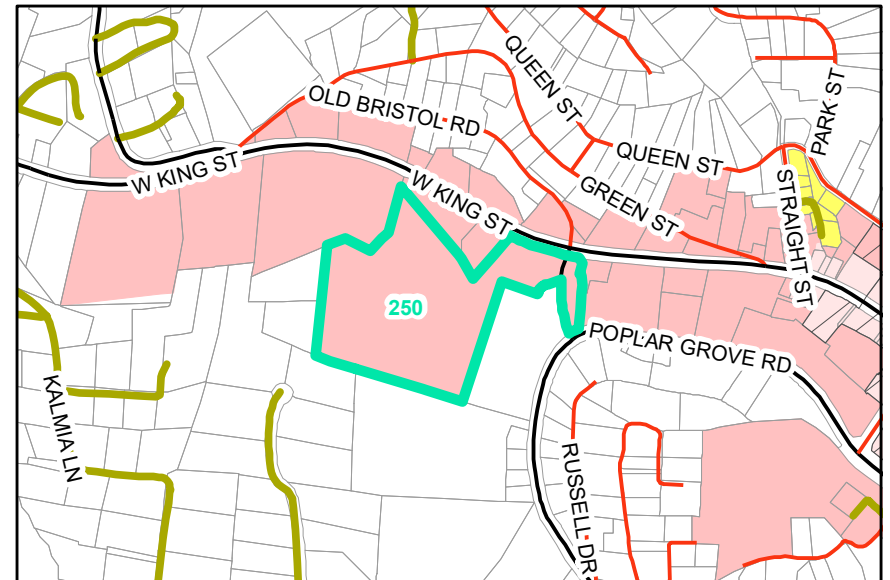 QUEEN ST
PARK ST
OLD BRISTOL RD
QUEEN ST
W KING ST
STRAIGHT ST
W KING ST
GREEN ST
250
POPLAR GROVE RD
KALMIA LN
RUSSELL DR